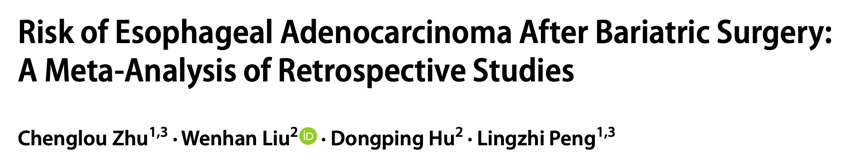 Risk of Esophageal Adenocarcinoma After Bariatric Surgery:
A Meta-Analysis of Retrospective Studies
Chenglou Zhu1,3 · Wenhan Liu2 iD · Dongping Hu2 · Lingzhi Peng1,3